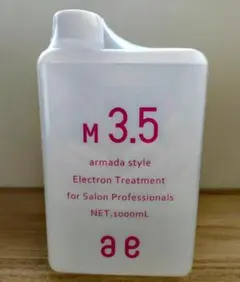 M 3.5
armada style
Electron Treatment
for Salon Professionals
NET,1000mL
ae